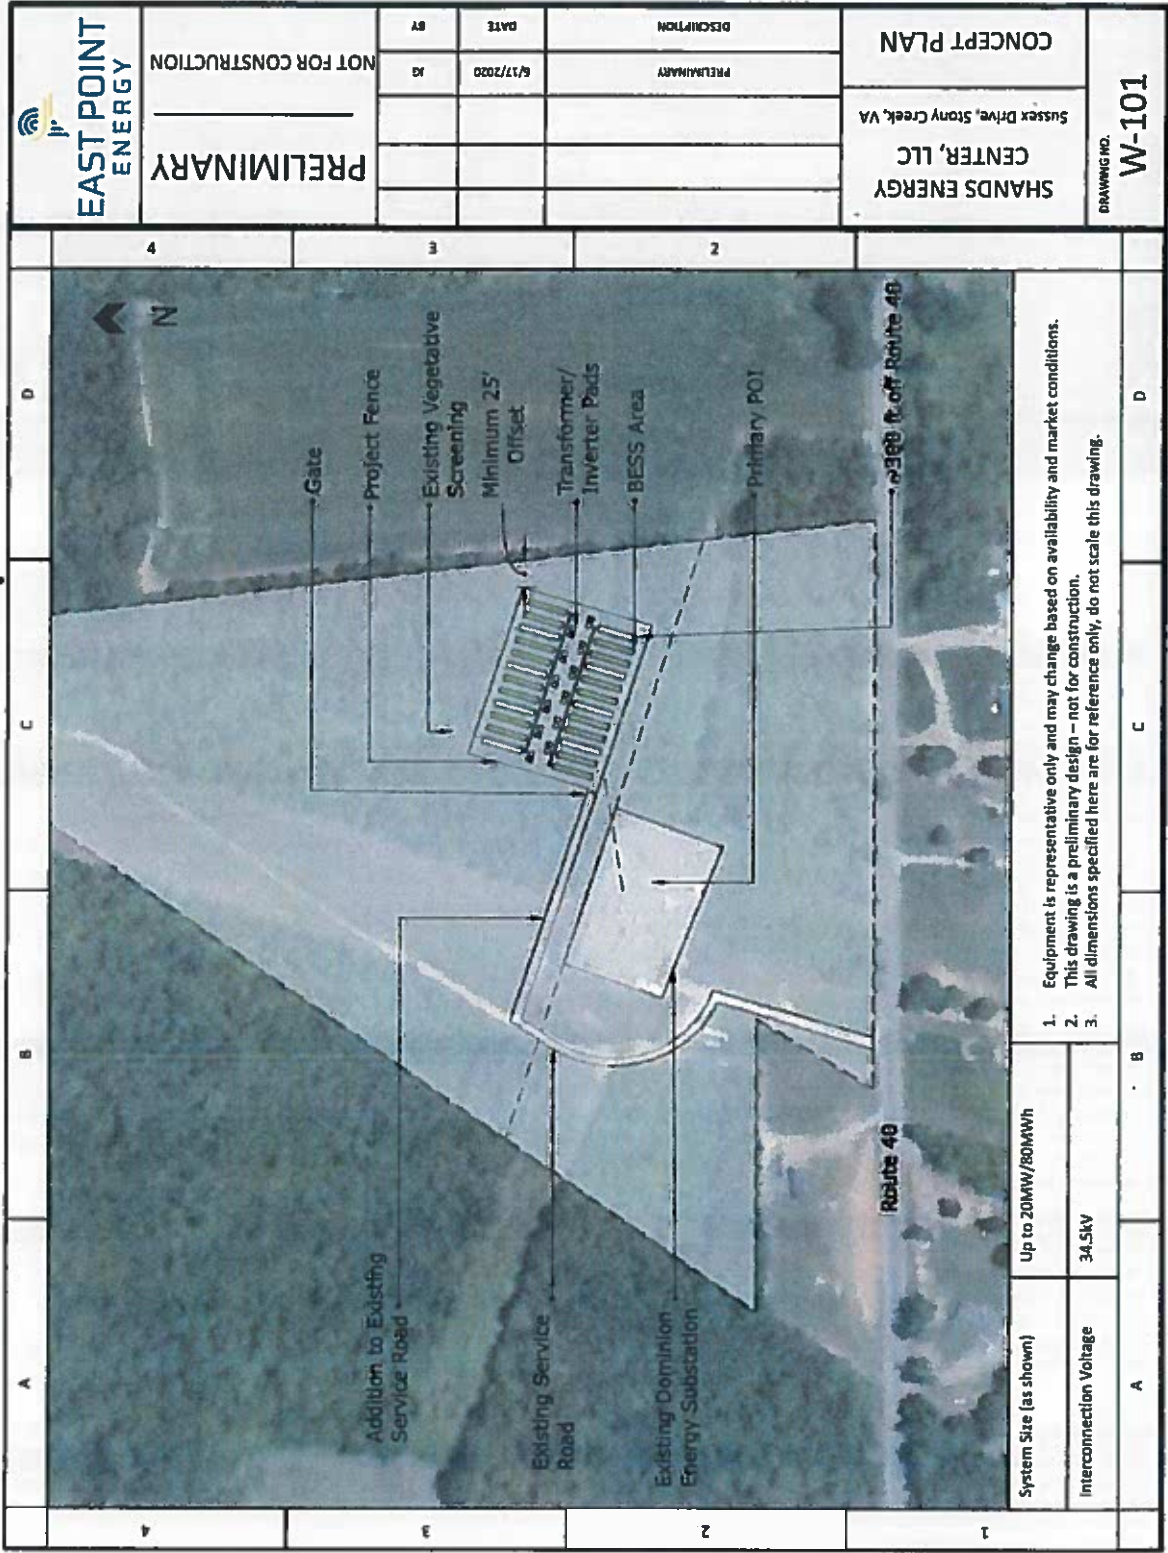 EAST POINT
ENERGY
PRELIMINARY
NOT FOR CONSTRUCTION
BY
DATE
DESCRIPTION
JG
6/17/2020
PRELIMINARY
CONCEPT PLAN
SHANDS ENERGY
CENTER, LLC
Sussex Drive, Stony Creek, VA
DRAWING NO.
W-101
A
B
C
D
4
3
2
1
4
3
2
A
B
C
D
N
Gate
Project Fence
Existing Vegetative
Screening
Minimum 25'
Offset
Transformer/
Inverter Pads
BESS Area
Primary POI
~300 ft off Route 40
Addition to Existing
Service Road
Existing Service
Road
Existing Dominion
Energy Substation
Route 40
System Size (as shown)
Up to 20MW/80MWh
Interconnection Voltage
34.5kV
1. Equipment is representative only and may change based on availability and market conditions.
2. This drawing is a preliminary design – not for construction.
3. All dimensions specified here are for reference only, do not scale this drawing.